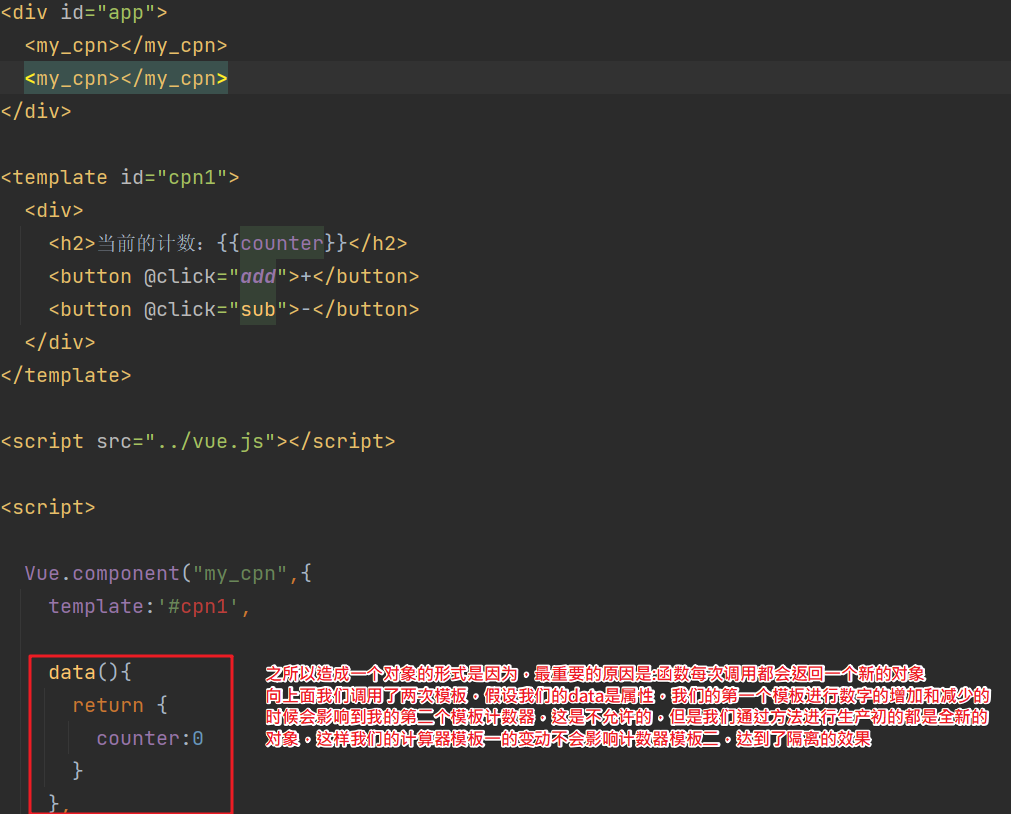 <div id="app">
<my_cpn></my_cpn>
<my_cpn></my_cpn>
</div>
<template id="cpn1">
<div>
<h2>当前的计数: {{counter}}</h2>
<button @click="add">+</button>
<button @click="sub">-</button>
</div>
</template>
<script src="../vue.js"></script>
<script>
Vue.component("my_cpn",{
template:'#cpn1',
data(){
return {
counter:0
}
},
之所以造成一个对象的形式是因为，最重要的原因是:函数每次调用都会返回一个新的对象
向上面我们调用了两次模板，假设我们的data是属性，我们的第一个模板进行数字的增加和减少的
时候会影响到我的第二个模板计数器，这是不允许的，但是我们通过方法进行生产初的都是全新的
对象，这样我们的计算器模板一的变动不会影响计数器模板二，达到了隔离的效果